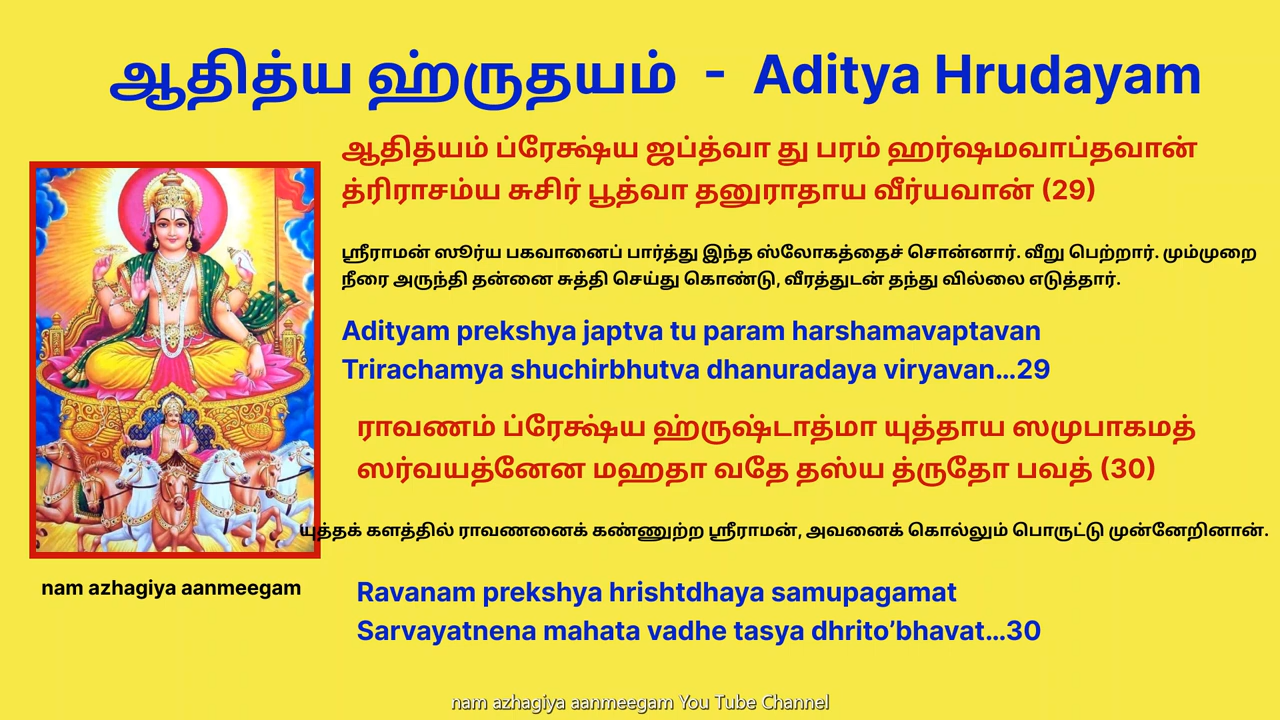 ஆதித்ய ஹ்ருதயம் - Aditya Hrudayam
ஆதித்யம் ப்ரேக்ஷ்ய ஜப்த்வா து பரம் ஹர்ஷமவாப்தவான்
த்ரிராசம்ய சுசிர் பூத்வா தனுராதாய வீர்யவான் (29)
ஸ்ரீராமன் ஸூர்ய பகவானைப் பார்த்து இந்த ஸ்லோகத்தைச் சொன்னார். வீறு பெற்றார். மும்முறை
நீரை அருந்தி தன்னை சுத்தி செய்து கொண்டு, வீரத்துடன் தந்து வில்லை எடுத்தார்.
Adityam prekshya japtva tu param harshamavaptavan
Trirachamya shuchirbhutva dhanuradaya viryavan...29
ராவணம் ப்ரேக்ஷ்ய ஹ்ருஷ்டாத்மா யுத்தாய ஸமுபாகமத்
ஸர்வயத்னேன மஹதா வதே தஸ்ய த்ருதோ பவத் (30)
யுத்தக் களத்தில் ராவணனைக் கண்ணுற்ற ஸ்ரீராமன், அவனைக் கொல்லும் பொருட்டு முன்னேறினான்.
nam azhagiya aanmeegam
Ravanam prekshya hrishtdhaya samupagamat
Sarvayatnena mahata vadhe tasya dhrito’bhavat...30
nam azhagiya aanmeegam You Tube Channel